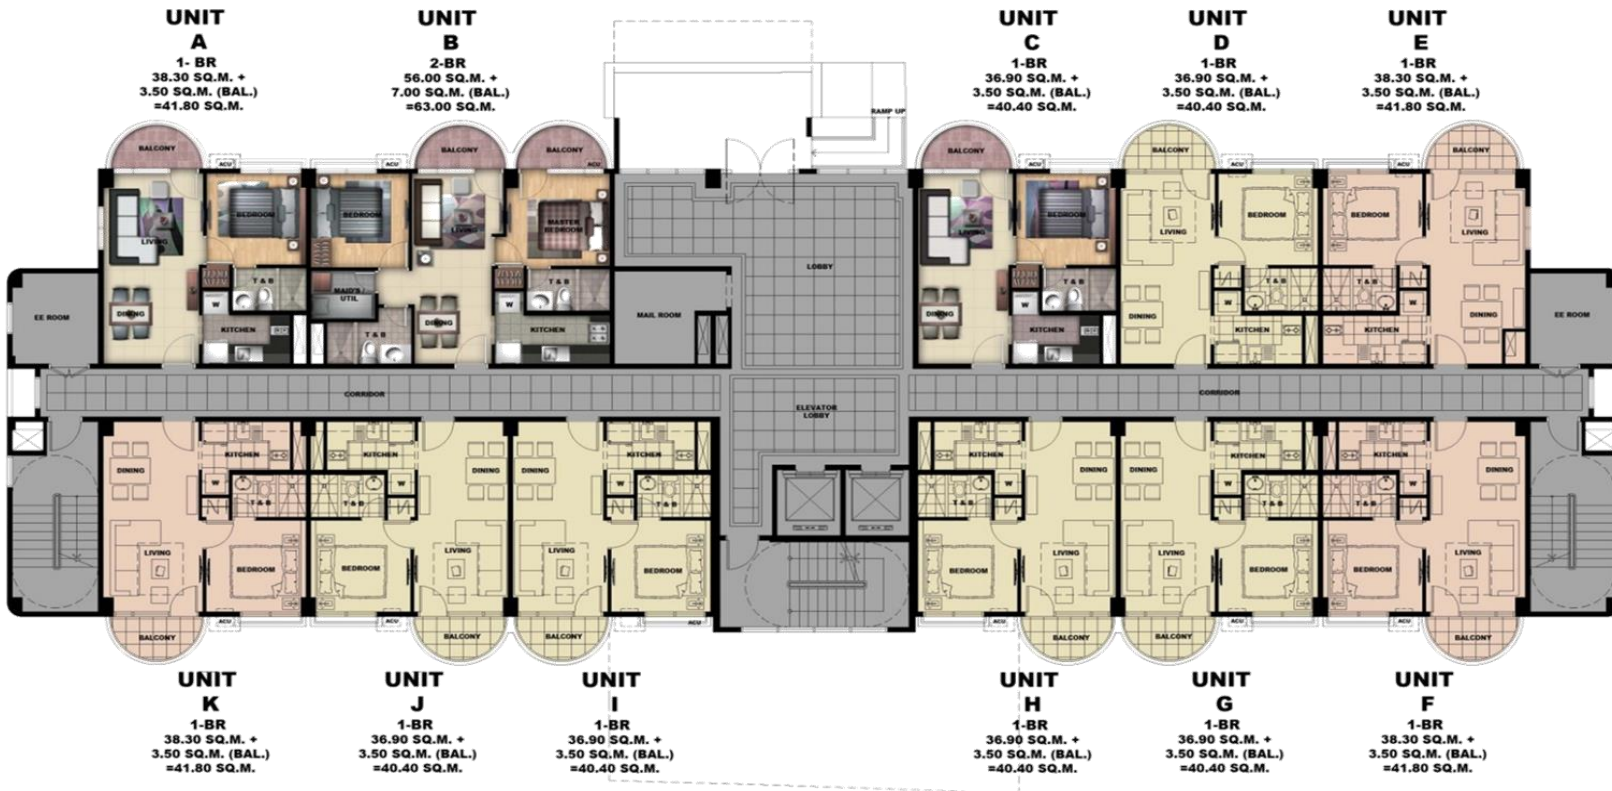 UNIT
A
1- BR
38.30 SQ.M. +
3.50 SQ.M. (BAL.)
=41.80 SQ.M.
UNIT
B
2-BR
56.00 SQ.M. +
7.00 SQ.M. (BAL.)
=63.00 SQ.M.
UNIT
C
1-BR
36.90 SQ.M. +
3.50 SQ.M. (BAL.)
=40.40 SQ.M.
UNIT
D
1-BR
36.90 SQ.M. +
3.50 SQ.M. (BAL.)
=40.40 SQ.M.
UNIT
E
1-BR
38.30 SQ.M. +
3.50 SQ.M. (BAL.)
=41.80 SQ.M.
RAMP UP
BALCONY
ACU
ACU
BALCONY
BALCONY
ACU
BALCONY
ACU
BALCONY
ACU
ACU
BALCONY
LIVING
BEDROOM
BEDROOM
LIVING
MASTER
BEDROOM
LOBBY
LIVING
BEDROOM
LIVING
BEDROOM
BEDROOM
LIVING
EE ROOM
DINING
T & B
W
KITCHEN
MAID'S /
UTIL
T & B
DINING
T & B
W
KITCHEN
MAIL ROOM
DINING
T & B
W
KITCHEN
DINING
T & B
W
KITCHEN
T & B
W
KITCHEN
DINING
EE ROOM
CORRIDOR
ELEVATOR
LOBBY
CORRIDOR
DINING
KITCHEN
W
T & B
LIVING
BEDROOM
KITCHEN
W
T & B
DINING
BEDROOM
LIVING
DINING
KITCHEN
W
T & B
LIVING
BEDROOM
KITCHEN
W
T & B
DINING
BEDROOM
LIVING
DINING
KITCHEN
W
T & B
LIVING
BEDROOM
KITCHEN
W
T & B
DINING
BEDROOM
LIVING
BALCONY
ACU
ACU
BALCONY
BALCONY
ACU
ACU
BALCONY
BALCONY
ACU
ACU
BALCONY
UNIT
K
1-BR
38.30 SQ.M. +
3.50 SQ.M. (BAL.)
=41.80 SQ.M.
UNIT
J
1-BR
36.90 SQ.M. +
3.50 SQ.M. (BAL.)
=40.40 SQ.M.
UNIT
I
1-BR
36.90 SQ.M. +
3.50 SQ.M. (BAL.)
=40.40 SQ.M.
UNIT
H
1-BR
36.90 SQ.M. +
3.50 SQ.M. (BAL.)
=40.40 SQ.M.
UNIT
G
1-BR
36.90 SQ.M. +
3.50 SQ.M. (BAL.)
=40.40 SQ.M.
UNIT
F
1-BR
38.30 SQ.M. +
3.50 SQ.M. (BAL.)
=41.80 SQ.M.